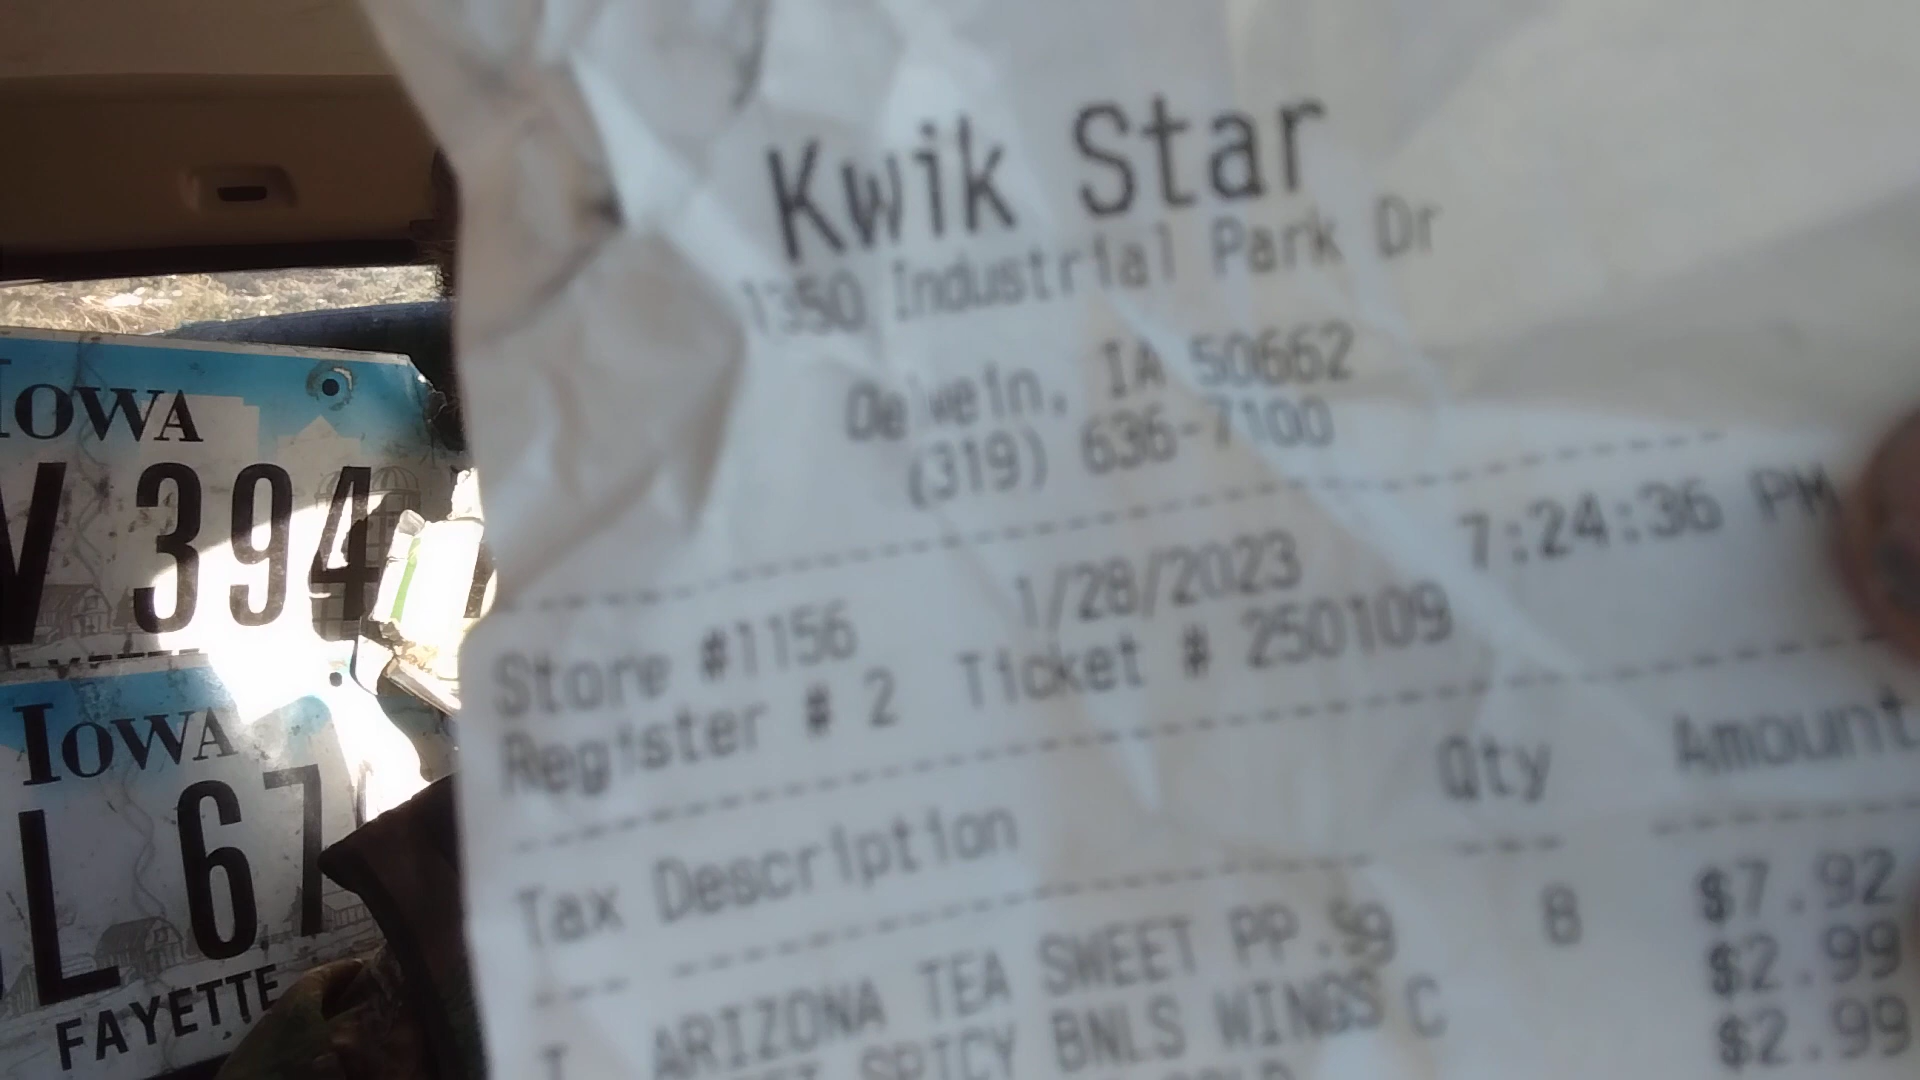 Kwik Star
1350 Industrial Park Dr
Oelwein, IA 50662
(319) 636-7100
Store #1156 1/28/2023 7:24:36 PM
Register # 2 Ticket # 250109
Tax Description Qty Amount
ARIZONA TEA SWEET PP .99 8 $7.92
T SPICY BNLS WINGS C $2.99
$2.99
IOWA
V 394
IOWA
L 67
FAYETTE